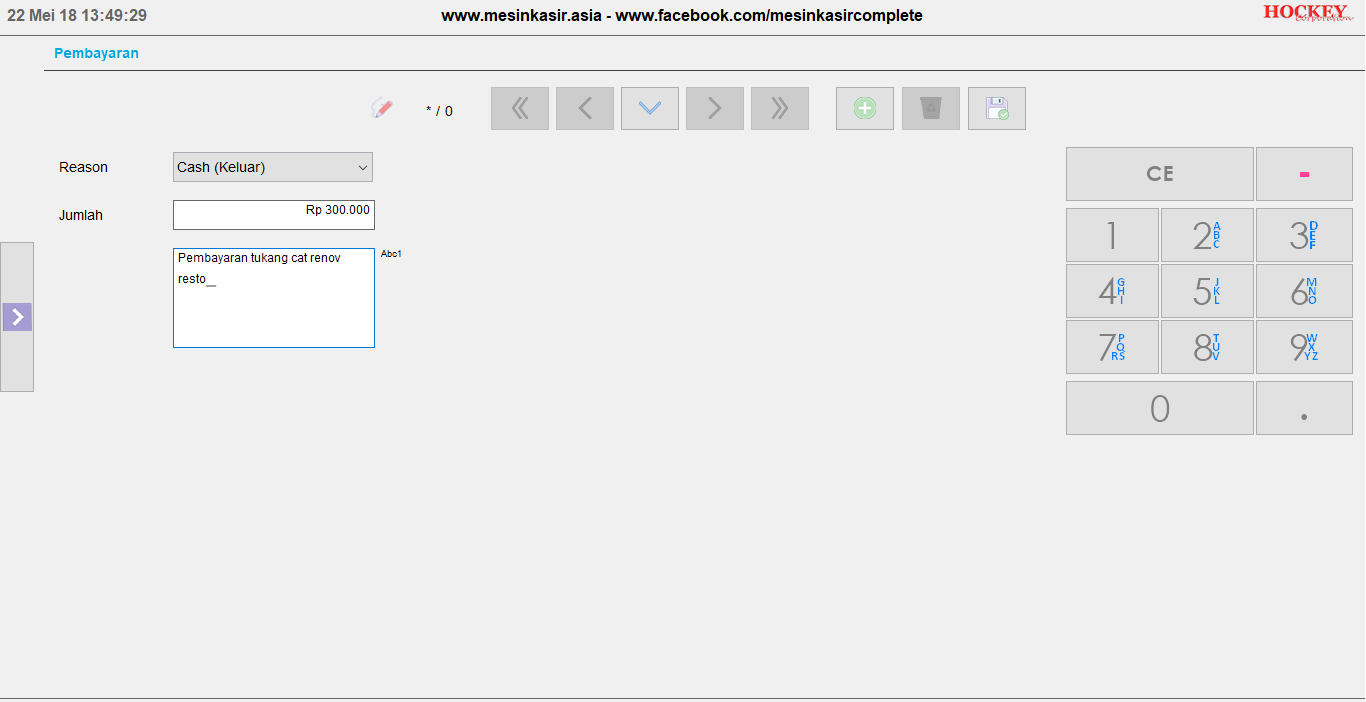 22 Mei 18 13:49:29
www.mesinkasir.asia - www.facebook.com/mesinkasircomplete
HOCKEY
Corporation
Pembayaran
* / 0
Reason
Cash (Keluar)
Jumlah
Rp 300.000
Pembayaran tukang cat renov
resto_
Abc1
CE
-
1
2 ABC
3 DEF
4 GHI
5 JKL
6 MNO
7 PQRS
8 TUV
9 WXYZ
0
.